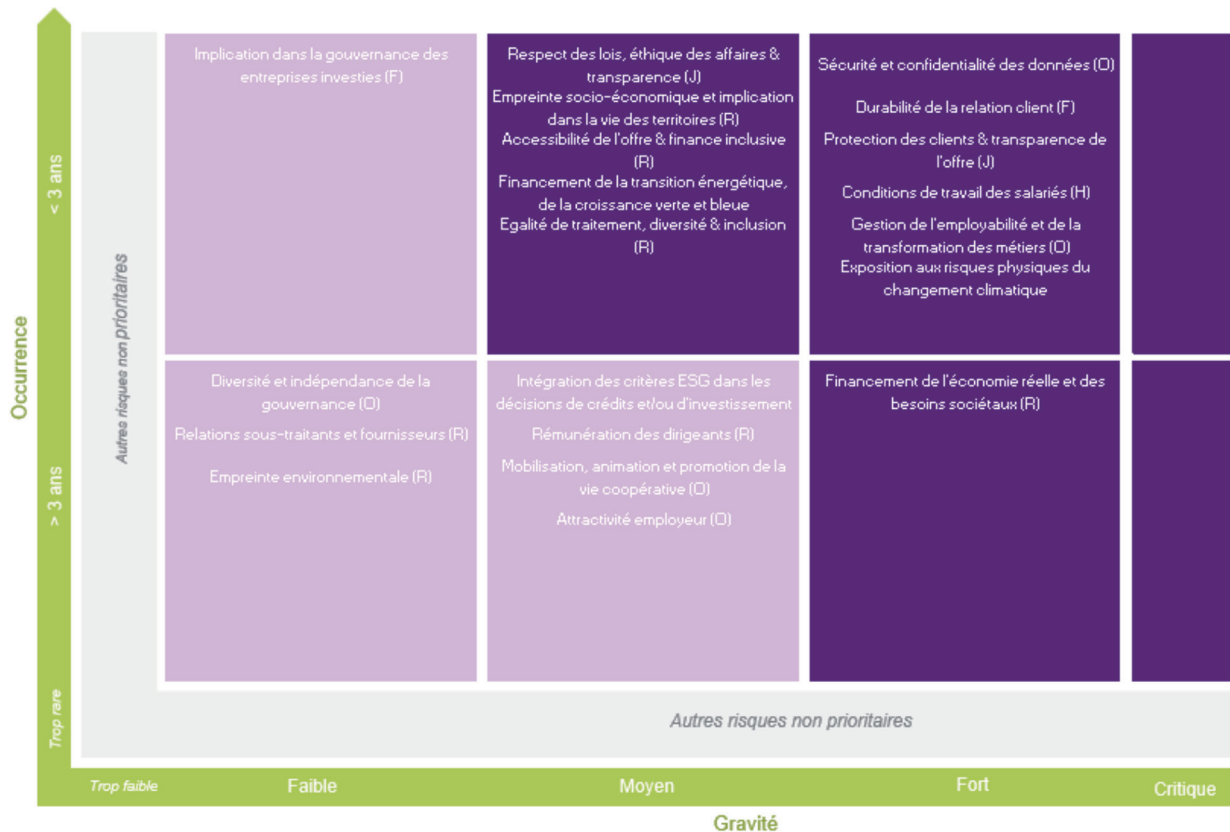 Occurrence
< 3 ans
> 3 ans
Trop rare
Autres risques non prioritaires
Implication dans la gouvernance des
entreprises investies (F)
Respect des lois, éthique des affaires &
transparence (J)
Empreinte socio-économique et implication
dans la vie des territoires (R)
Accessibilité de l'offre & finance inclusive
(R)
Financement de la transition énergétique,
de la croissance verte et bleue
Egalité de traitement, diversité & inclusion
(R)
Sécurité et confidentialité des données (O)
Durabilité de la relation client (F)
Protection des clients & transparence de
l'offre (J)
Conditions de travail des salariés (H)
Gestion de l'employabilité et de la
transformation des métiers (O)
Exposition aux risques physiques du
changement climatique
Diversité et indépendance de la
gouvernance (O)
Relations sous-traitants et fournisseurs (R)
Empreinte environnementale (R)
Intégration des critères ESG dans les
décisions de crédits et/ou d'investissement
Rémunération des dirigeants (R)
Mobilisation, animation et promotion de la
vie coopérative (O)
Attractivité employeur (O)
Financement de l'économie réelle et des
besoins sociétaux (R)
Autres risques non prioritaires
Trop faible
Faible
Moyen
Fort
Critique
Gravité